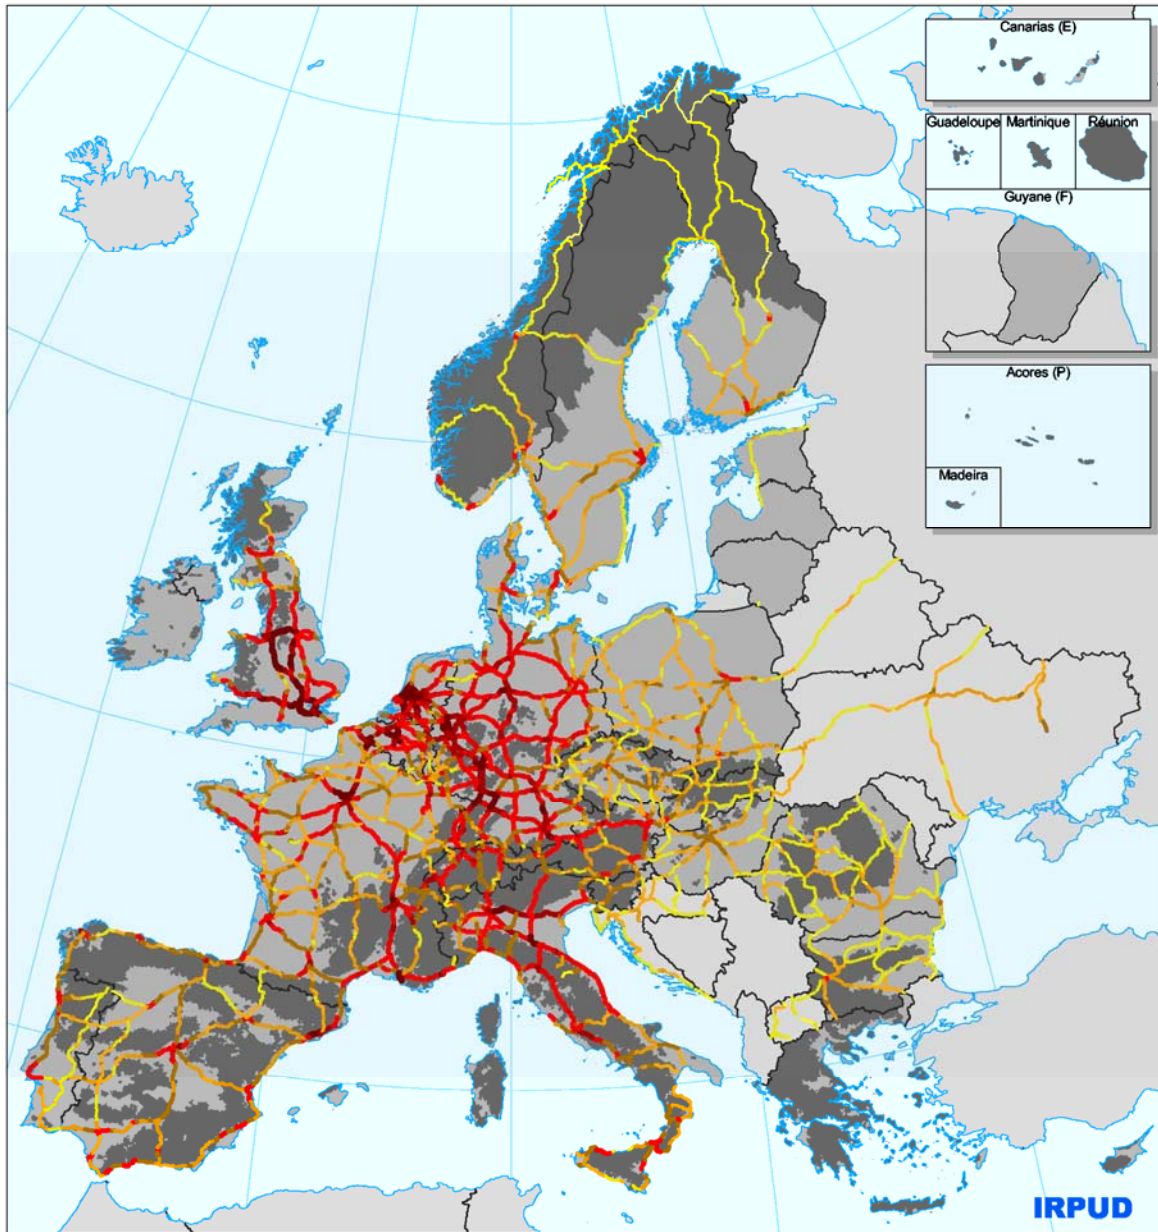 Canarias (E)
Guadeloupe
Martinique
Réunion
Guyane (F)
Acores (P)
Madeira
IRPUD